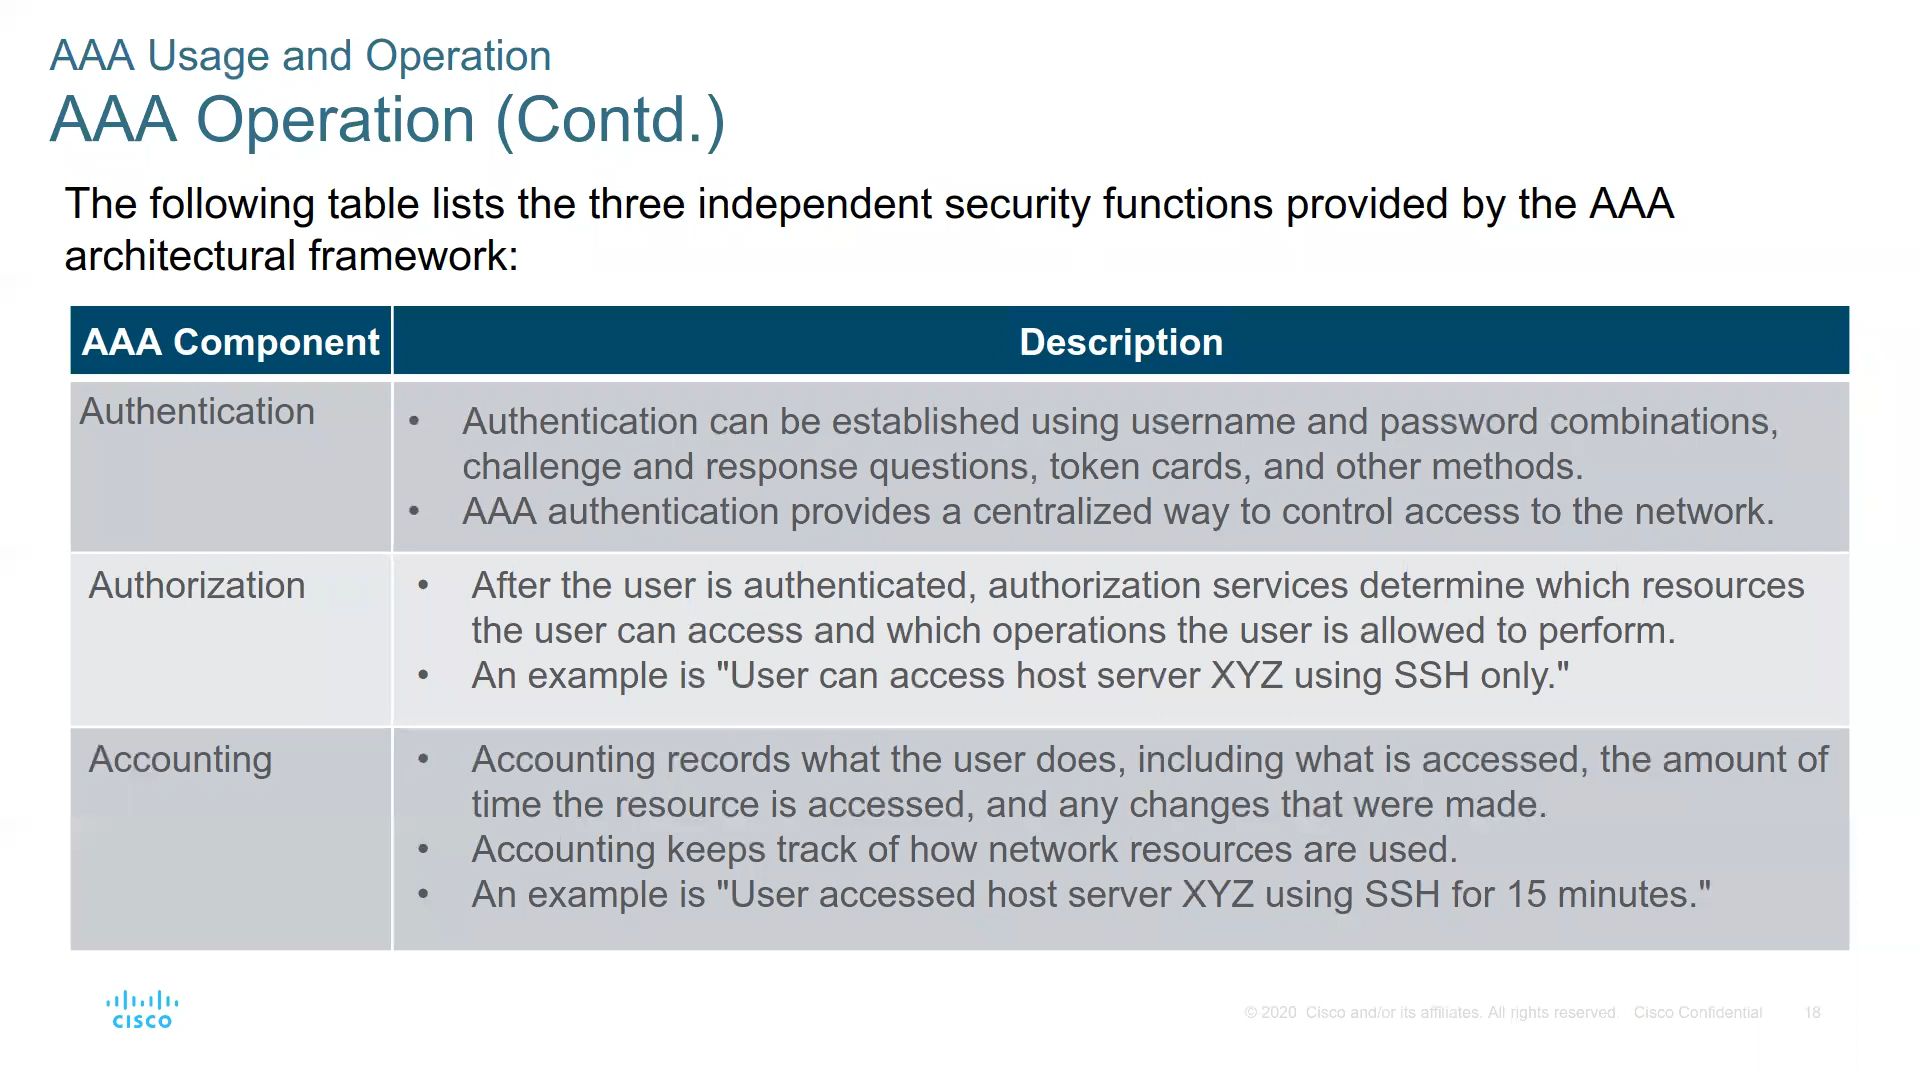 AAA Usage and Operation
AAA Operation (Contd.)
The following table lists the three independent security functions provided by the AAA
architectural framework:
AAA Component
Description
Authentication
• Authentication can be established using username and password combinations,
challenge and response questions, token cards, and other methods.
• AAA authentication provides a centralized way to control access to the network.
Authorization
• After the user is authenticated, authorization services determine which resources
the user can access and which operations the user is allowed to perform.
• An example is "User can access host server XYZ using SSH only."
Accounting
• Accounting records what the user does, including what is accessed, the amount of
time the resource is accessed, and any changes that were made.
• Accounting keeps track of how network resources are used.
• An example is "User accessed host server XYZ using SSH for 15 minutes."
CISCO
© 2020 Cisco and/or its affiliates. All rights reserved. Cisco Confidential
18